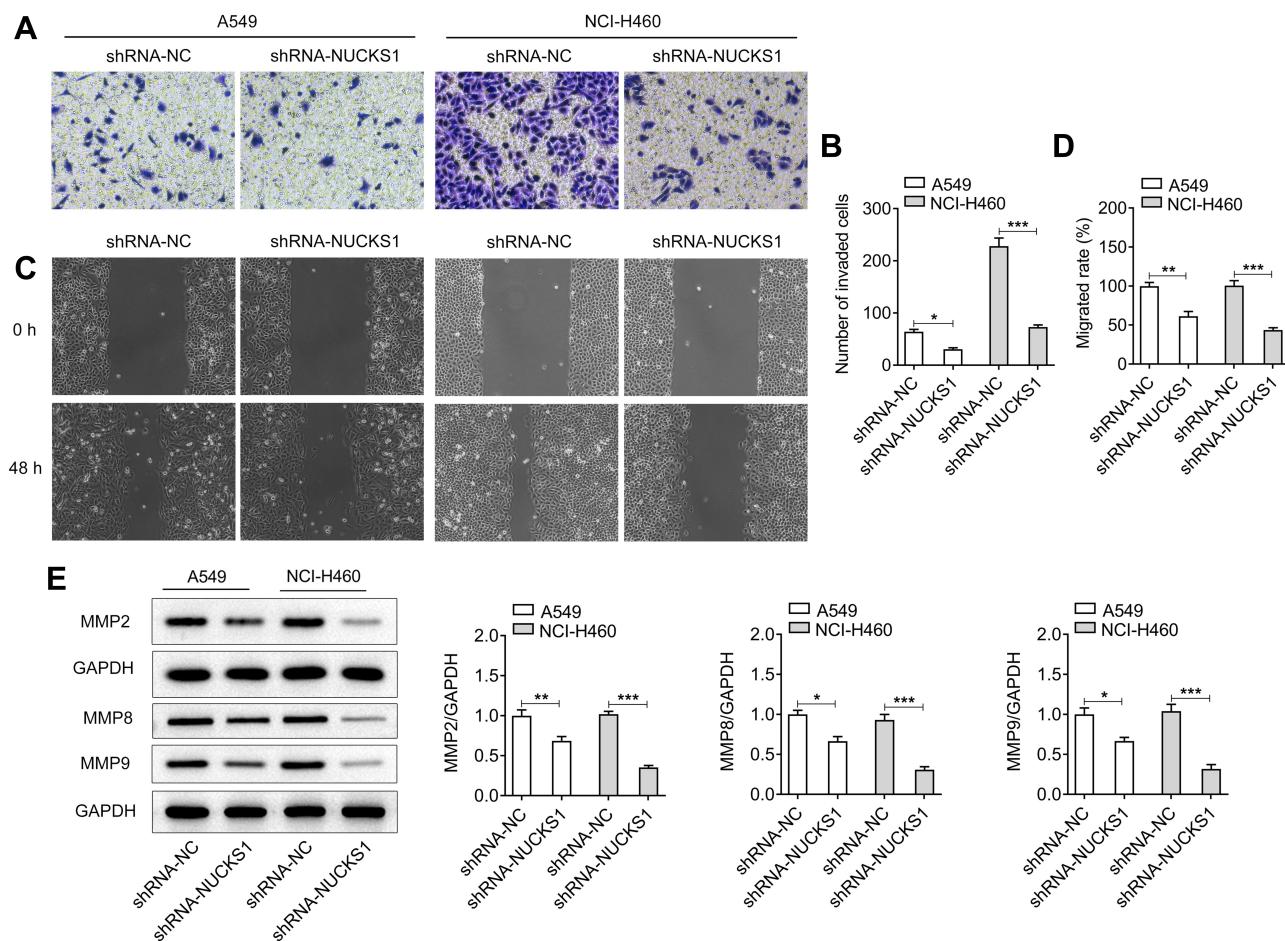 A
A549
NCI-H460
shRNA-NC
shRNA-NUCKS1
shRNA-NC
shRNA-NUCKS1
B
A549
NCI-H460
Number of invaded cells
300
200
100
0
*
***
shRNA-NC
shRNA-NUCKS1
shRNA-NC
shRNA-NUCKS1
D
A549
NCI-H460
Migrated rate (%)
200
150
100
50
0
**
***
shRNA-NC
shRNA-NUCKS1
shRNA-NC
shRNA-NUCKS1
C
shRNA-NC
shRNA-NUCKS1
shRNA-NC
shRNA-NUCKS1
0 h
48 h
E
A549
NCI-H460
MMP2
GAPDH
MMP8
MMP9
GAPDH
shRNA-NC
shRNA-NUCKS1
shRNA-NC
shRNA-NUCKS1
A549
NCI-H460
MMP2/GAPDH
2.0
1.5
1.0
0.5
0.0
**
***
shRNA-NC
shRNA-NUCKS1
shRNA-NC
shRNA-NUCKS1
A549
NCI-H460
MMP8/GAPDH
2.0
1.5
1.0
0.5
0.0
*
***
shRNA-NC
shRNA-NUCKS1
shRNA-NC
shRNA-NUCKS1
A549
NCI-H460
MMP9/GAPDH
2.0
1.5
1.0
0.5
0.0
*
***
shRNA-NC
shRNA-NUCKS1
shRNA-NC
shRNA-NUCKS1